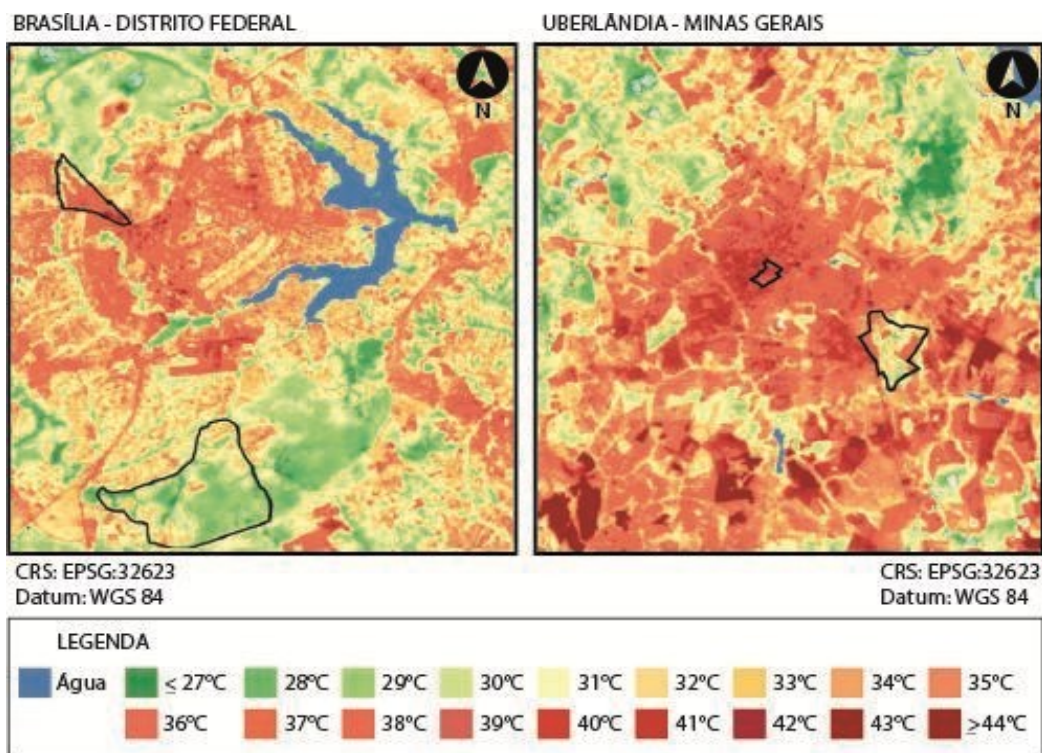 BRASÍLIA - DISTRITO FEDERAL
UBERLÂNDIA - MINAS GERAIS
N
N
CRS: EPSG:32623
Datum: WGS 84
CRS: EPSG:32623
Datum: WGS 84
LEGENDA
Água ≤ 27ºC 28ºC 29ºC 30ºC 31ºC 32ºC 33ºC 34ºC 35ºC
36ºC 37ºC 38ºC 39ºC 40ºC 41ºC 42ºC 43ºC ≥44ºC